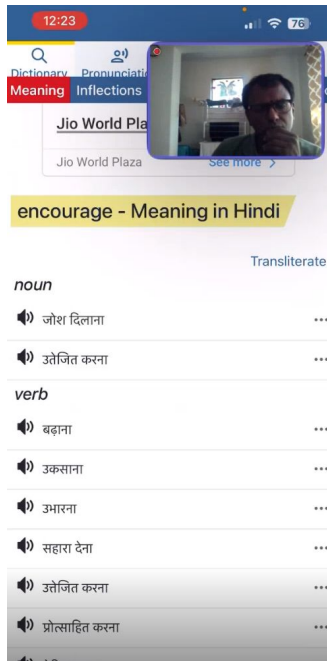 12:23
76
Dictionary
Meaning Inflections
Jio World Pla
Jio World Plaza See more >
encourage - Meaning in Hindi
Transliterate
noun
जोश दिलाना
उतेजित करना
verb
बढ़ाना
उकसाना
उभारना
सहारा देना
उत्तेजित करना
प्रोत्साहित करना